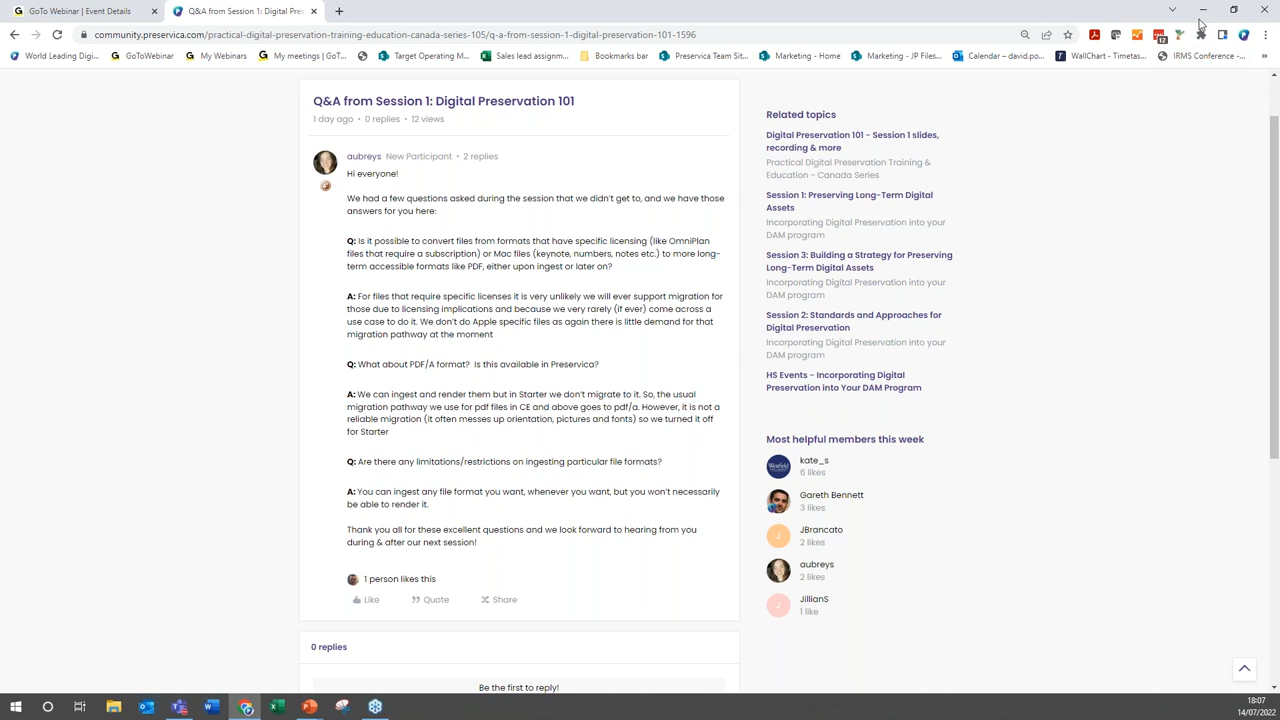 GoTo Webinar | Event Details
Q&A from Session 1: Digital Pres
community.preservica.com/practical-digital-preservation-training-education-canada-series-105/q-a-from-session-1-digital-preservation-101-1596
World Leading Digi...
GoToWebinar
My Webinars
My meetings | GoT...
Target Operating M...
Sales lead assignm...
Bookmarks bar
Preservica Team Sit...
Marketing - Home
Marketing - JP Files...
Calendar – david.po...
WallChart - Timetas...
IRMS Conference -...
Q&A from Session 1: Digital Preservation 101
1 day ago • 0 replies • 12 views
aubreys New Participant • 2 replies
Hi everyone!
We had a few questions asked during the session that we didn't get to, and we have those
answers for you here:
Q: Is it possible to convert files from formats that have specific licensing (like OmniPlan
files that require a subscription) or Mac files (keynote, numbers, notes etc.) to more long-
term accessible formats like PDF, either upon ingest or later on?
A: For files that require specific licenses it is very unlikely we will ever support migration for
those due to licensing implications and because we very rarely (if ever) come across a
use case to do it. We don't do Apple specific files as again there is little demand for that
migration pathway at the moment
Q: What about PDF/A format? Is this available in Preservica?
A: We can ingest and render them but in Starter we don't migrate to it. So, the usual
migration pathway we use for pdf files in CE and above goes to pdf/a. However, it is not a
reliable migration (it often messes up orientation, pictures and fonts) so we turned it off
for Starter
Q: Are there any limitations/restrictions on ingesting particular file formats?
A: You can ingest any file format you want, whenever you want, but you won't necessarily
be able to render it.
Thank you all for these excellent questions and we look forward to hearing from you
during & after our next session!
1 person likes this
Like
Quote
Share
0 replies
Be the first to reply!
Related topics
Digital Preservation 101 - Session 1 slides,
recording & more
Practical Digital Preservation Training &
Education - Canada Series
Session 1: Preserving Long-Term Digital
Assets
Incorporating Digital Preservation into your
DAM program
Session 3: Building a Strategy for Preserving
Long-Term Digital Assets
Incorporating Digital Preservation into your
DAM program
Session 2: Standards and Approaches for
Digital Preservation
Incorporating Digital Preservation into your
DAM program
HS Events - Incorporating Digital
Preservation into Your DAM Program
Most helpful members this week
kate_s
6 likes
Gareth Bennett
3 likes
J
JBrancato
2 likes
aubreys
2 likes
J
JillianS
1 like
18:07
14/07/2022